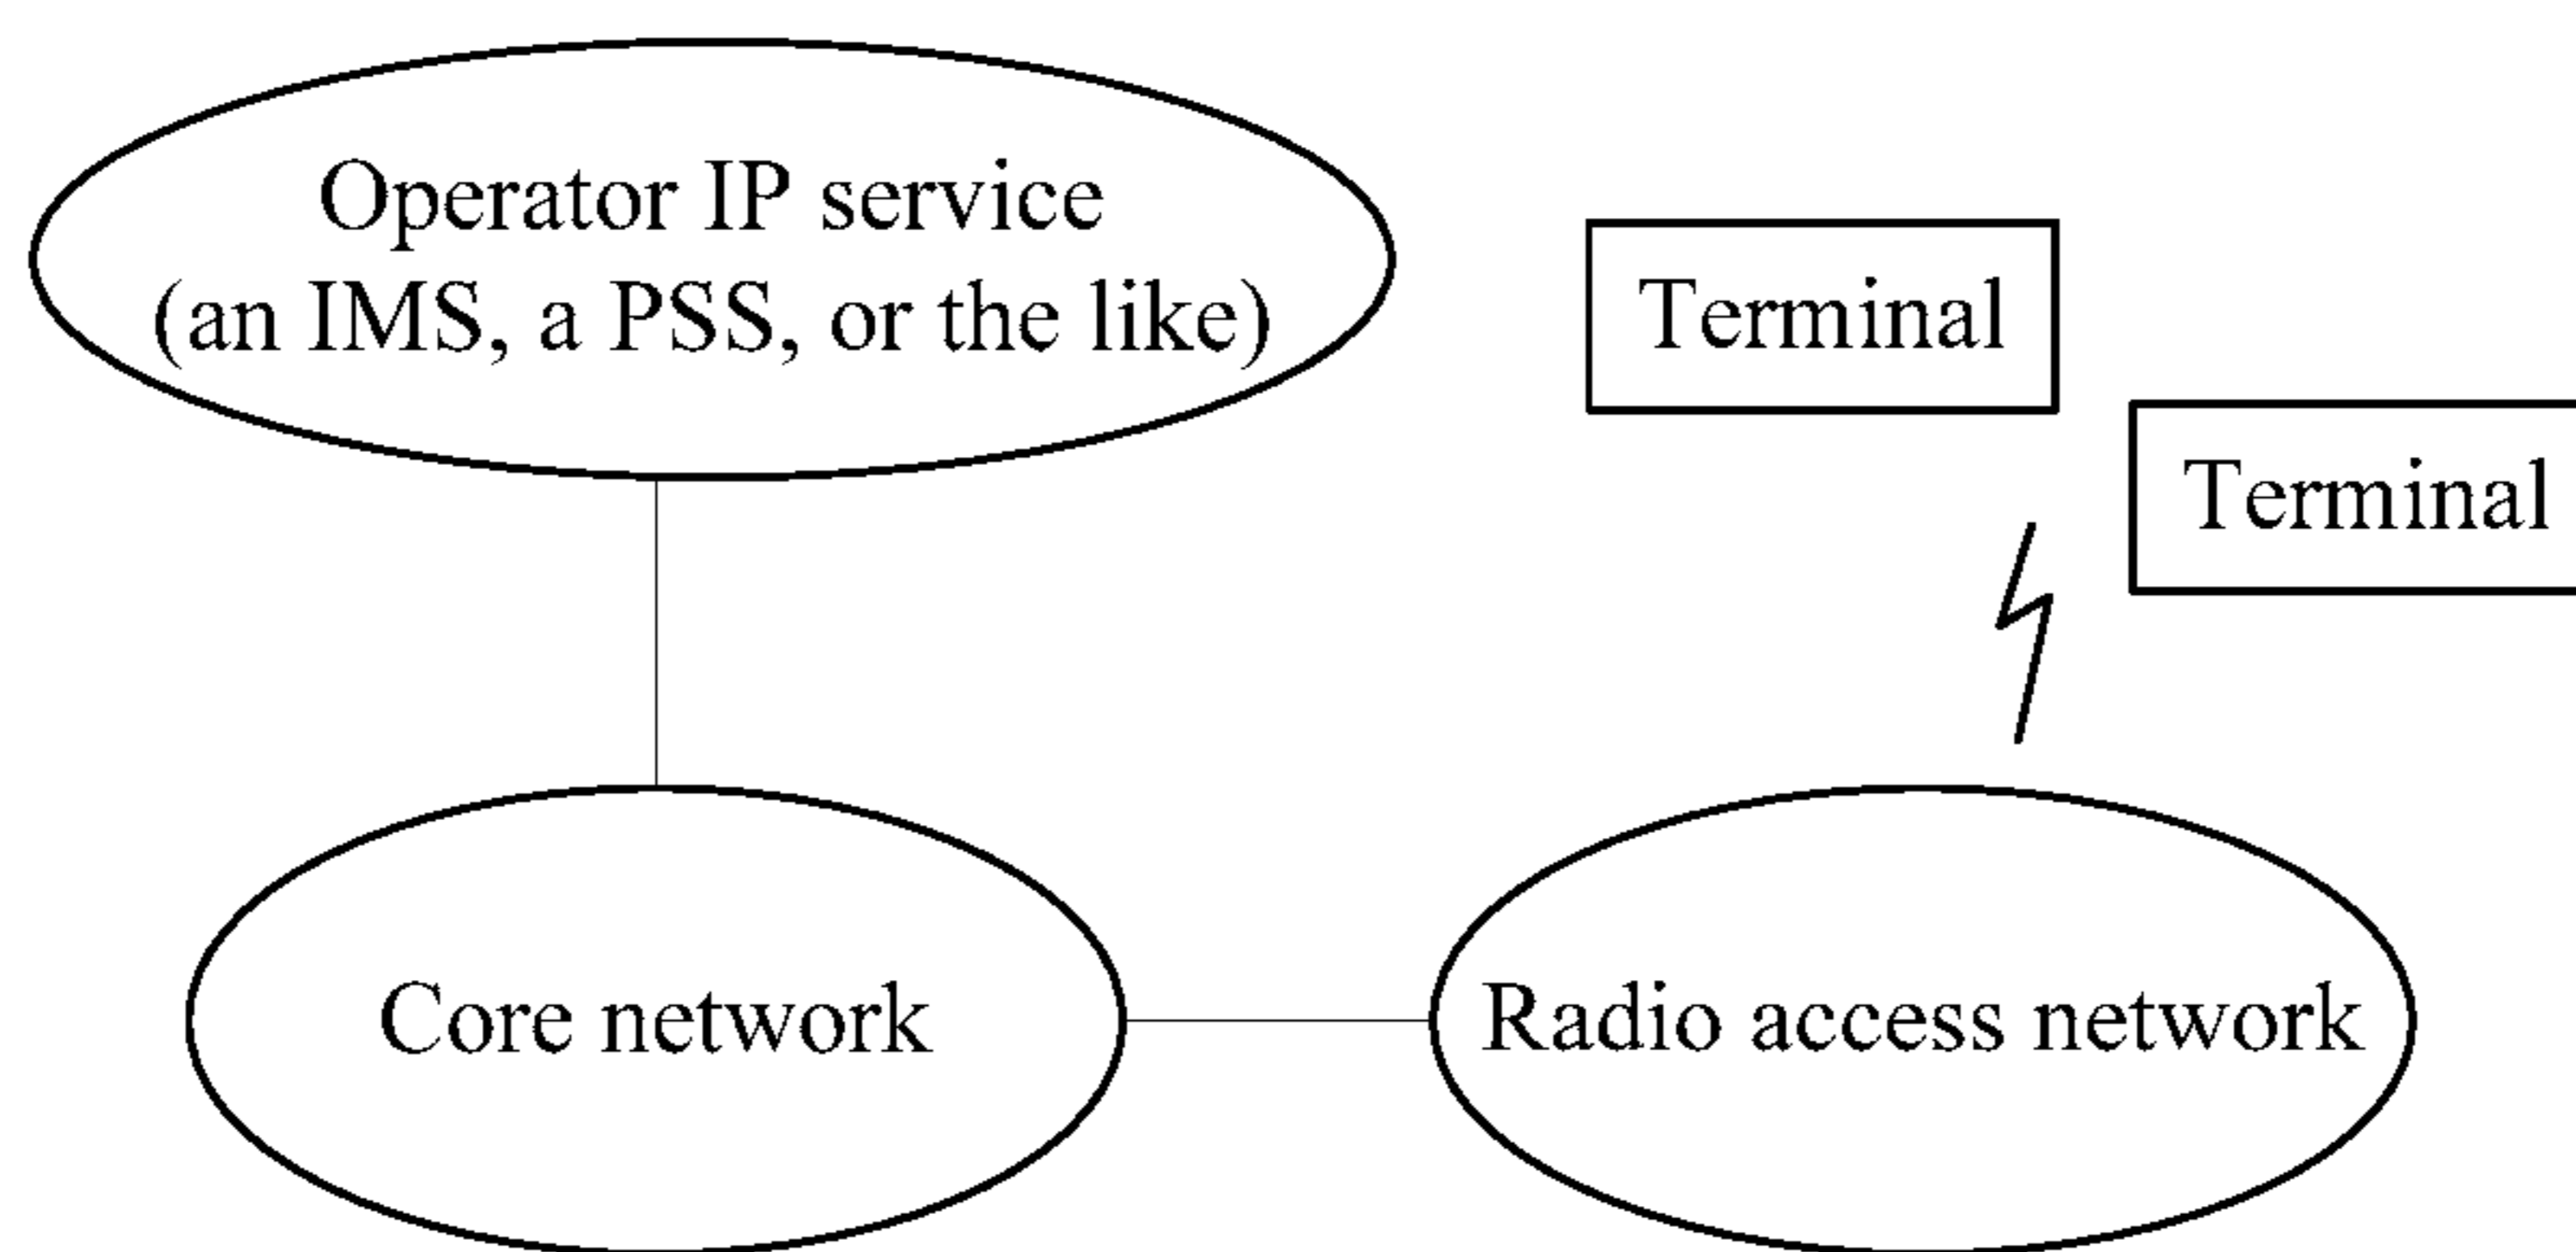 Operator IP service
(an IMS, a PSS, or the like)
Terminal
Terminal
Core network
Radio access network